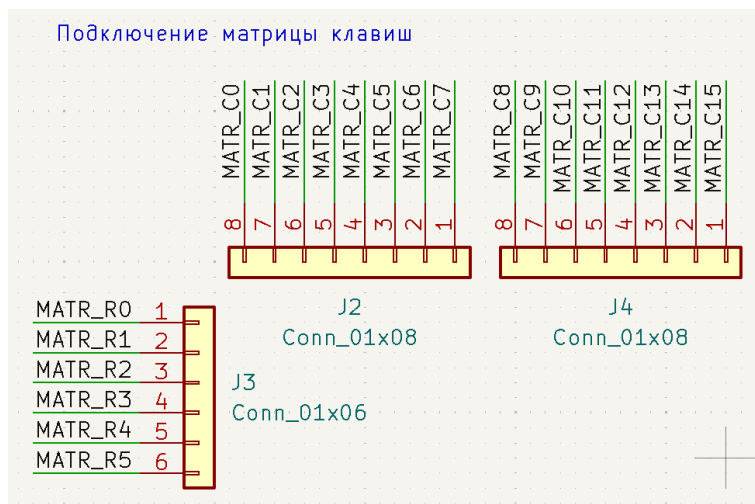 Подключение матрицы клавиш
MATR_C0 MATR_C1 MATR_C2 MATR_C3 MATR_C4 MATR_C5 MATR_C6 MATR_C7 MATR_C8 MATR_C9 MATR_C10 MATR_C11 MATR_C12 MATR_C13 MATR_C14 MATR_C15
8 7 6 5 4 3 2 1 8 7 6 5 4 3 2 1
J2 J4
Conn_01x08 Conn_01x08
MATR_R0 1
MATR_R1 2
MATR_R2 3
MATR_R3 4
MATR_R4 5
MATR_R5 6
J3
Conn_01x06